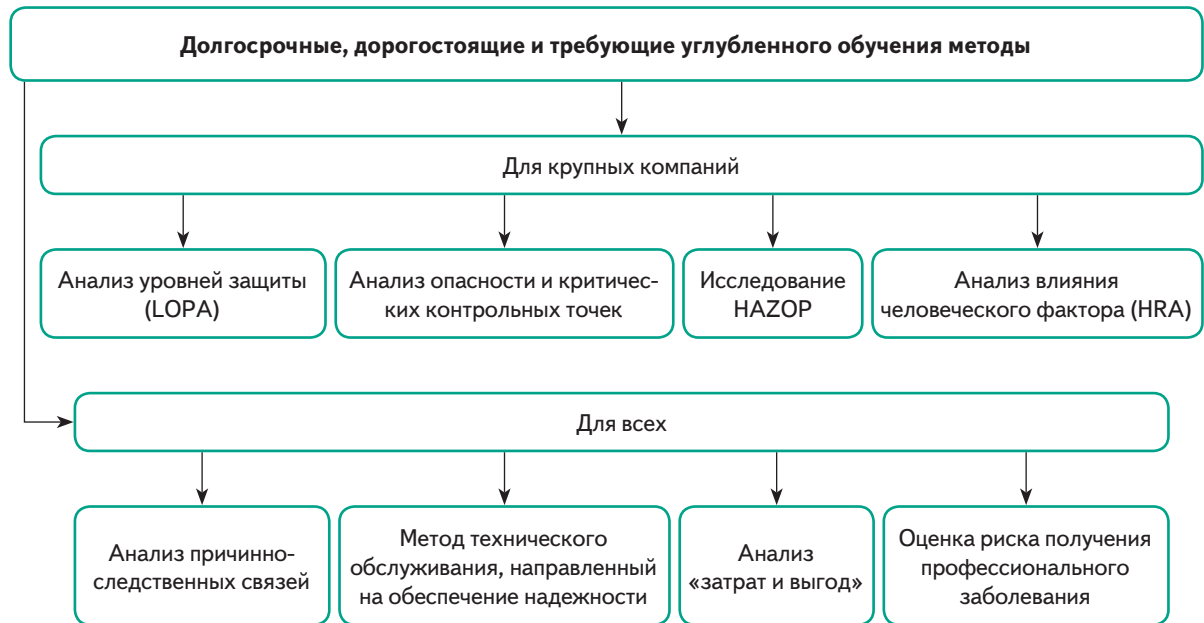 Долгосрочные, дорогостоящие и требующие углубленного обучения методы
Для крупных компаний
Анализ уровней защиты
(LOPA)
Анализ опасности и критичес-
ких контрольных точек
Исследование
HAZOP
Анализ влияния
человеческого фактора (HRA)
Для всех
Анализ причинно-
следственных связей
Метод технического
обслуживания, направленный
на обеспечение надежности
Анализ
«затрат и выгод»
Оценка риска получения
профессионального
заболевания